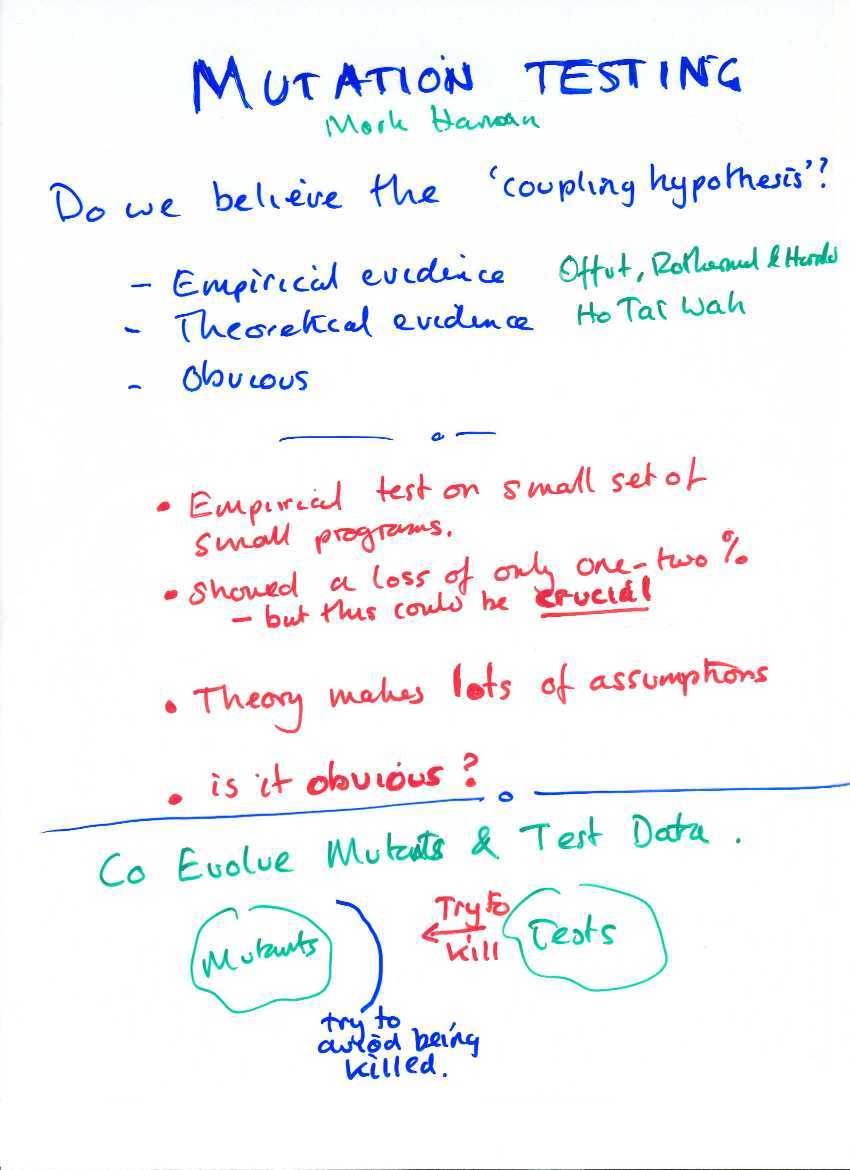 MUTATION TESTING
Mark Harman
Do we believe the 'coupling hypothesis'?
- Empirical evidence Offut, Rothermel & Harrold
- Theoretical evidence Ho Tai Wah
- Obvious
• Empirical test on small set of
small programs.
• Showed a loss of only one-two %
- but this could be crucial
• Theory makes lots of assumptions
• is it obvious?
Co Evolve Mutants & Test Data.
Mutants
Try to
kill
Tests
try to
avoid being
killed.